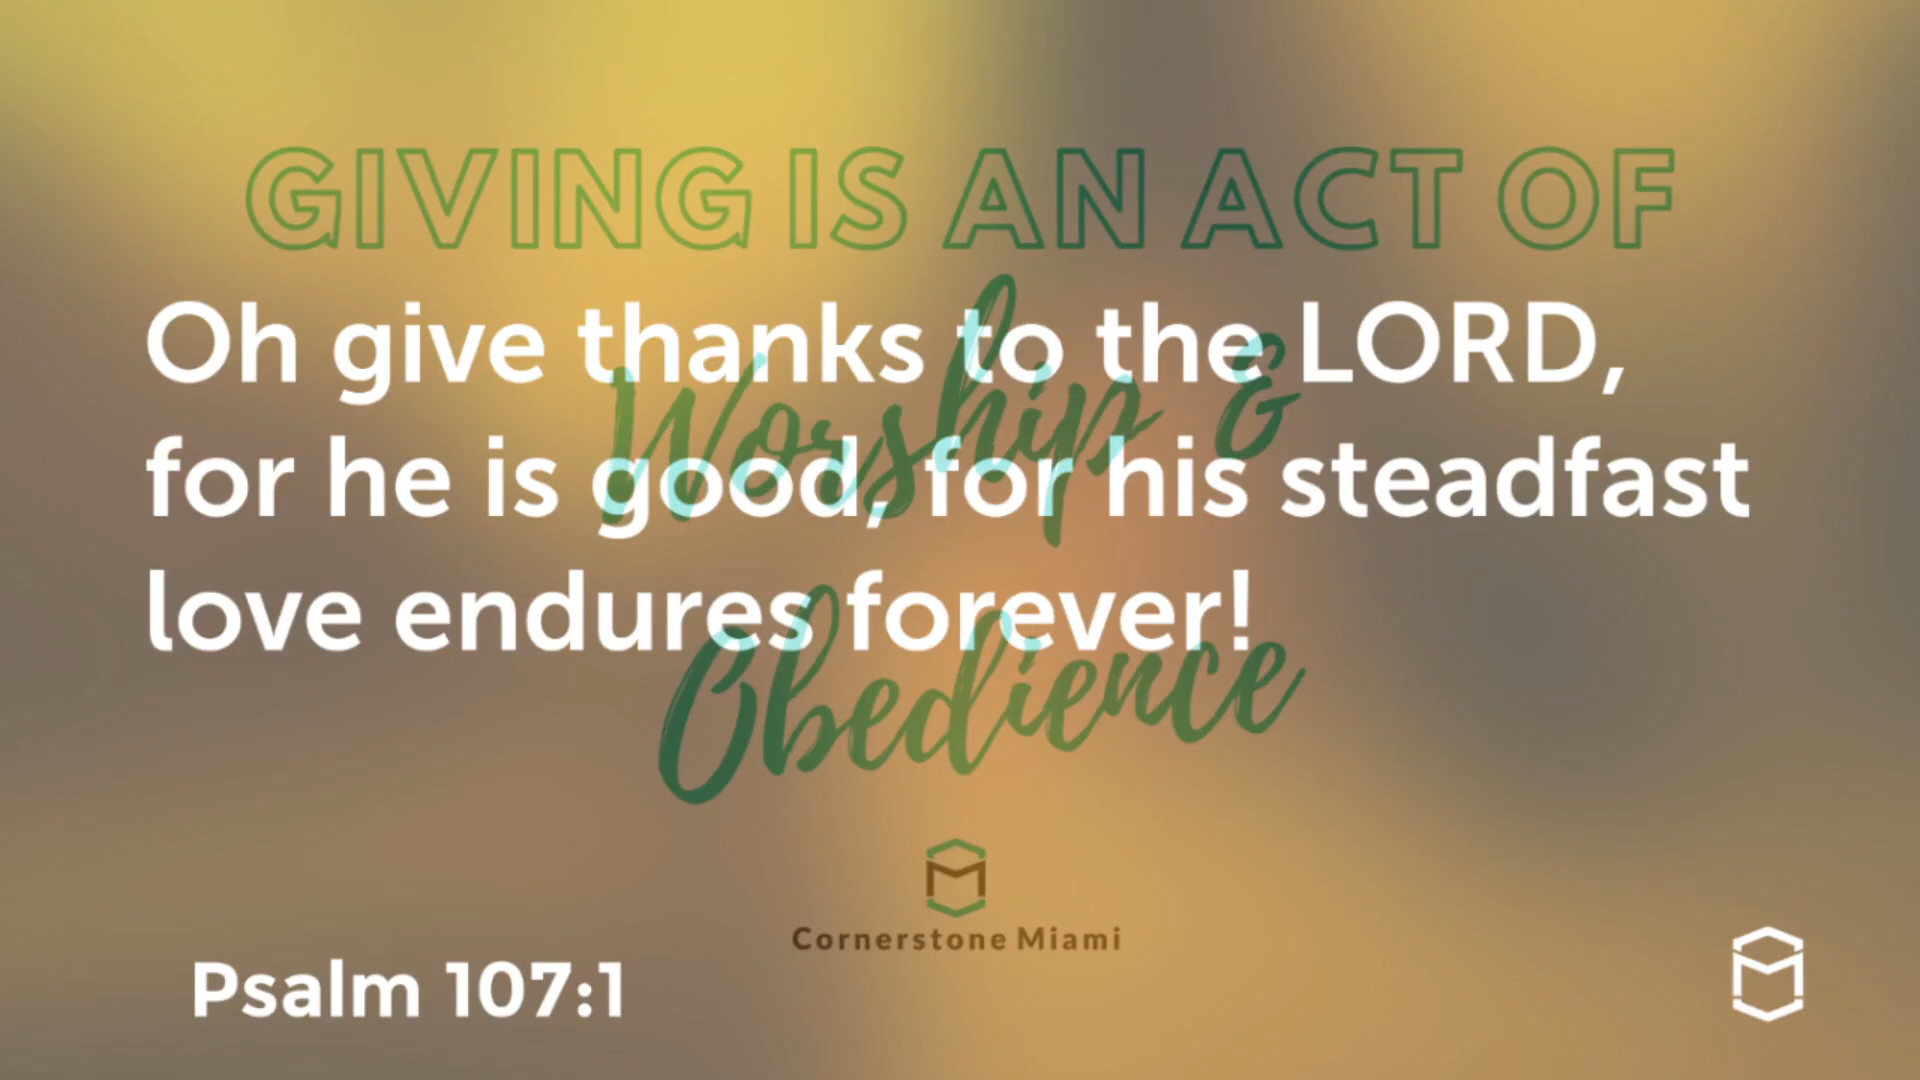 GIVING IS AN ACT OF
Worship &
Obedience
Oh give thanks to the LORD,
for he is good, for his steadfast
love endures forever!
Cornerstone Miami
Psalm 107:1